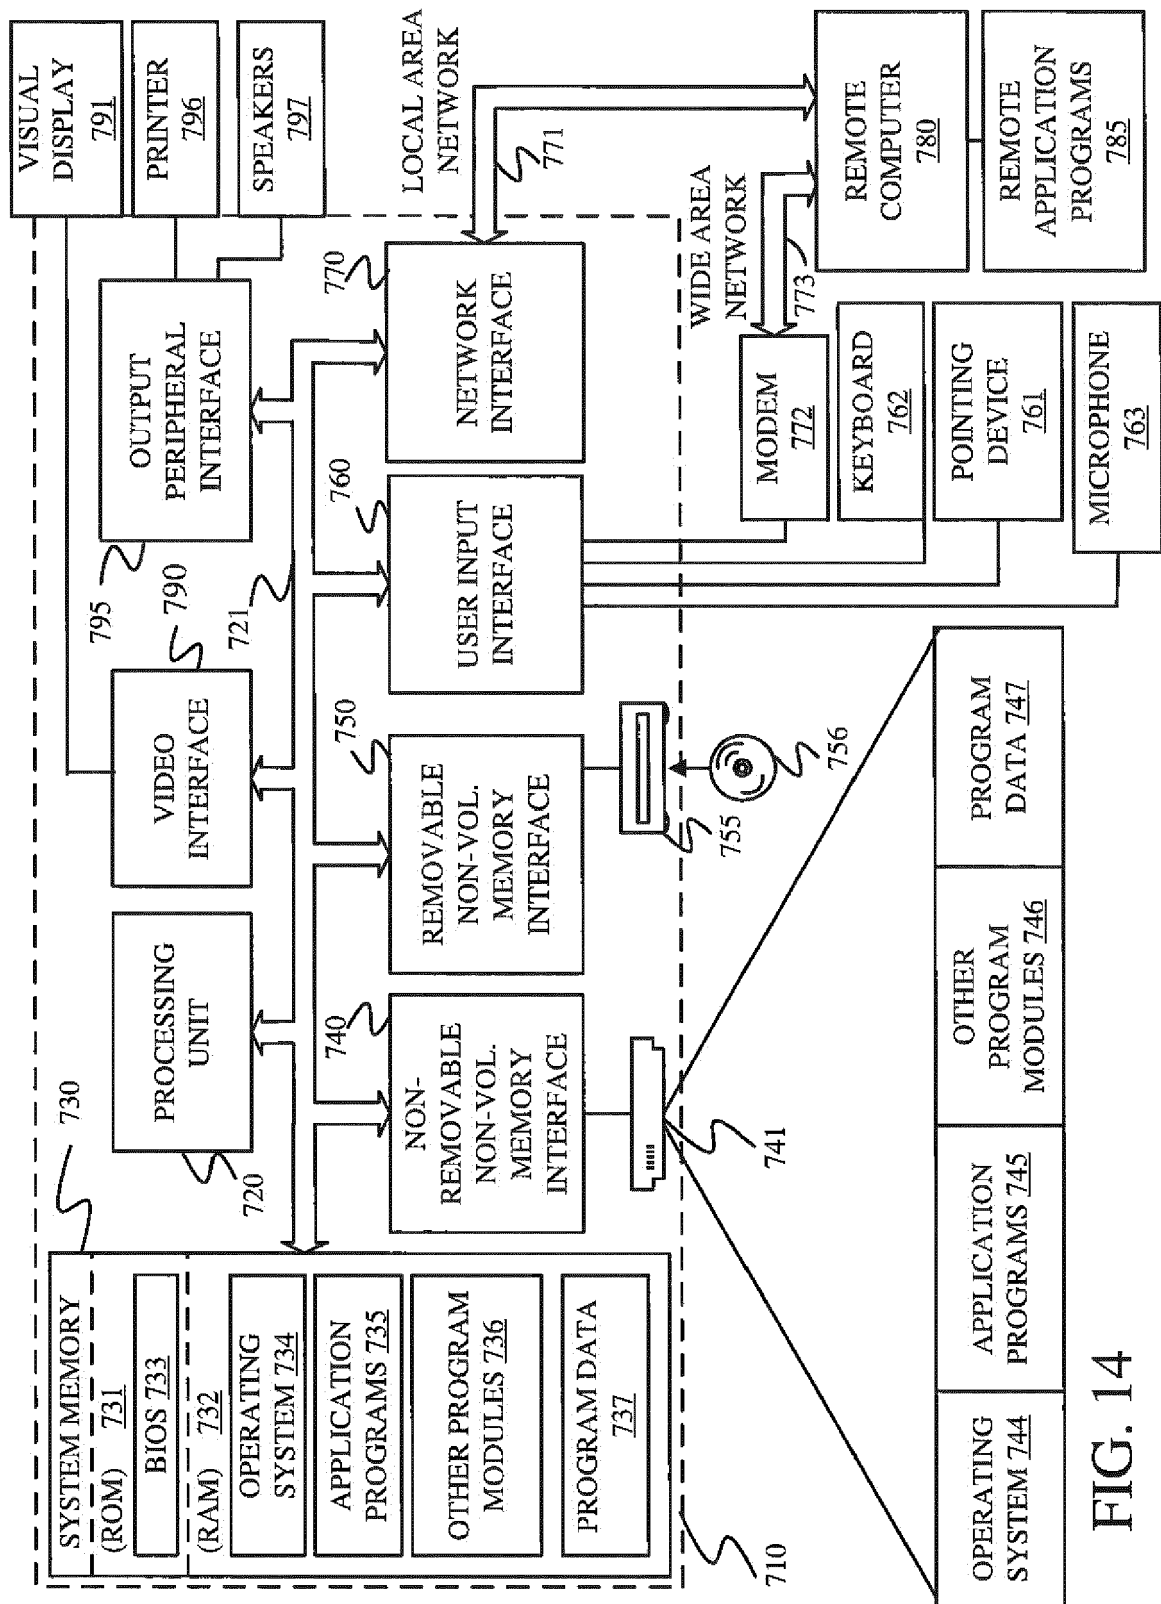 SYSTEM MEMORY
(ROM) 731
BIOS 733
(RAM) 732
OPERATING
SYSTEM 734
APPLICATION
PROGRAMS 735
OTHER PROGRAM
MODULES 736
PROGRAM DATA
737
730
PROCESSING
UNIT
720
VIDEO
INTERFACE
790
721
OUTPUT
PERIPHERAL
INTERFACE
795
VISUAL
DISPLAY
791
PRINTER
796
SPEAKERS
797
NON-
REMOVABLE
NON-VOL.
MEMORY
INTERFACE
740
REMOVABLE
NON-VOL.
MEMORY
INTERFACE
750
USER INPUT
INTERFACE
760
NETWORK
INTERFACE
770
LOCAL AREA
NETWORK
771
710
741
755
756
WIDE AREA
NETWORK
773
MODEM
772
KEYBOARD
762
POINTING
DEVICE
761
MICROPHONE
763
REMOTE
COMPUTER
780
REMOTE
APPLICATION
PROGRAMS
785
OPERATING
SYSTEM 744
APPLICATION
PROGRAMS 745
OTHER
PROGRAM
MODULES 746
PROGRAM
DATA 747
FIG. 14